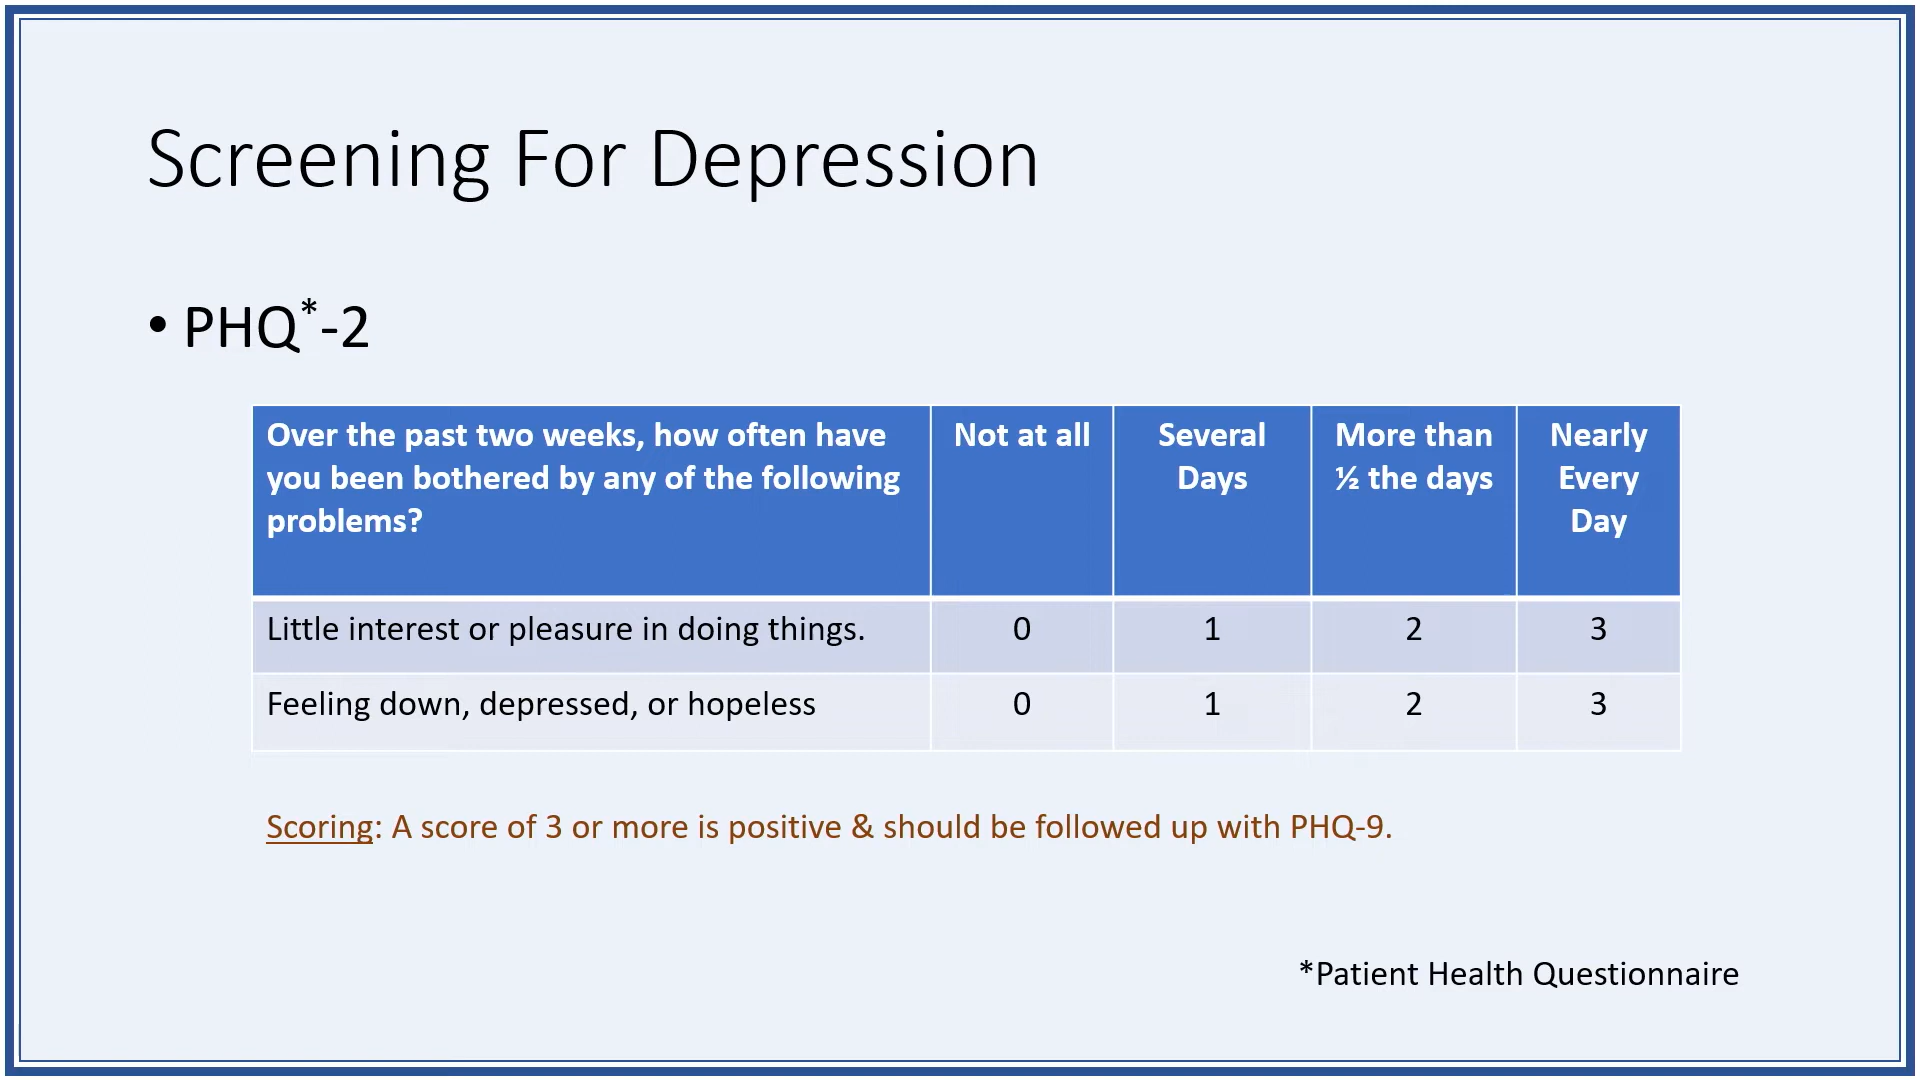 Screening For Depression
• PHQ*-2
Over the past two weeks, how often have
you been bothered by any of the following
problems?
Not at all
Several
Days
More than
½ the days
Nearly
Every
Day
Little interest or pleasure in doing things.
0
1
2
3
Feeling down, depressed, or hopeless
0
1
2
3
Scoring: A score of 3 or more is positive & should be followed up with PHQ-9.
*Patient Health Questionnaire